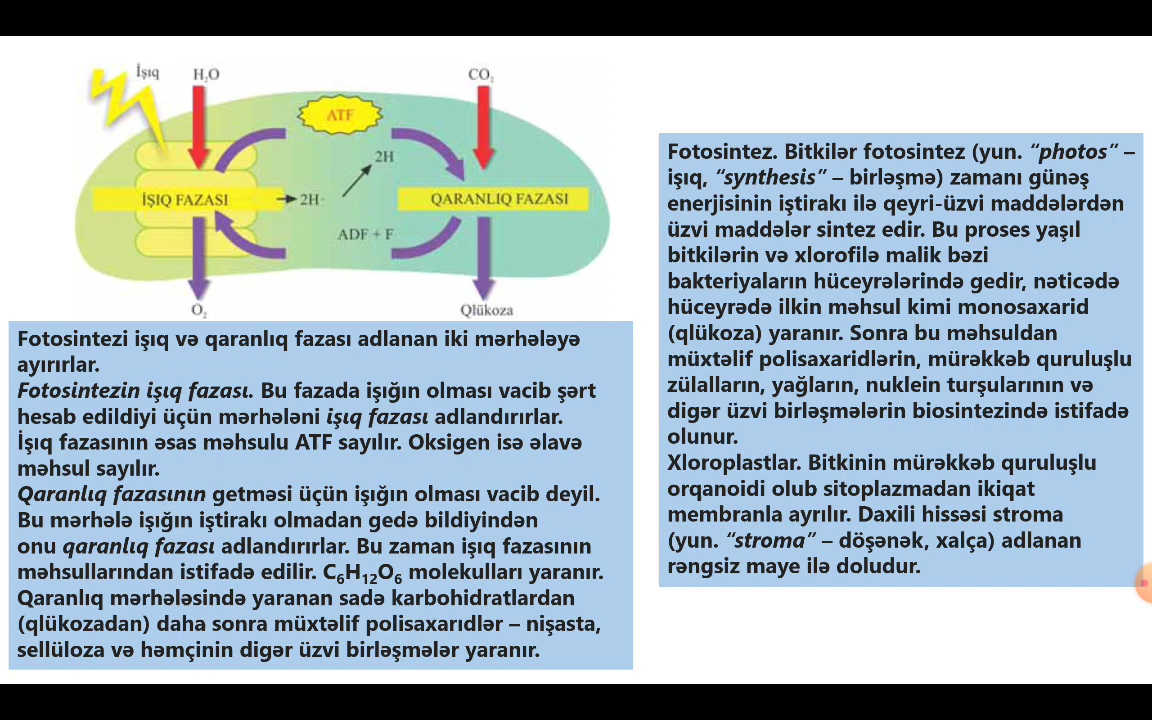 İşıq
H₂O
CO₂
ATF
2H
İŞIQ FAZASI
2H·
QARANLIQ FAZASI
ADF + F
O₂
Qlükoza
Fotosintezi işıq və qaranlıq fazası adlanan iki mərhələyə
ayırırlar.
Fotosintezin işıq fazası. Bu fazada işığın olması vacib şərt
hesab edildiyi üçün mərhələni işıq fazası adlandırırlar.
İşıq fazasının əsas məhsulu ATF sayılır. Oksigen isə əlavə
məhsul sayılır.
Qaranlıq fazasının getməsi üçün işığın olması vacib deyil.
Bu mərhələ işığın iştirakı olmadan gedə bildiyindən
onu qaranlıq fazası adlandırırlar. Bu zaman işıq fazasının
məhsullarından istifadə edilir. C₆H₁₂O₆ molekulları yaranır.
Qaranlıq mərhələsində yaranan sadə karbohidratlardan
(qlükozadan) daha sonra müxtəlif polisaxarıdlər – nişasta,
sellüloza və həmçinin digər üzvi birləşmələr yaranır.
Fotosintez. Bitkilər fotosintez (yun. “photos” –
işıq, “synthesis” – birləşmə) zamanı günəş
enerjisinin iştirakı ilə qeyri-üzvi maddələrdən
üzvi maddələr sintez edir. Bu proses yaşıl
bitkilərin və xlorofilə malik bəzi
bakteriyaların hüceyrələrində gedir, nəticədə
hüceyrədə ilkin məhsul kimi monosaxarid
(qlükoza) yaranır. Sonra bu məhsuldan
müxtəlif polisaxaridlərin, mürəkkəb quruluşlu
zülalların, yağların, nuklein turşularının və
digər üzvi birləşmələrin biosintezində istifadə
olunur.
Xloroplastlar. Bitkinin mürəkkəb quruluşlu
orqanoidi olub sitoplazmadan ikiqat
membranla ayrılır. Daxili hissəsi stroma
(yun. “stroma” – döşənək, xalça) adlanan
rəngsiz maye ilə doludur.